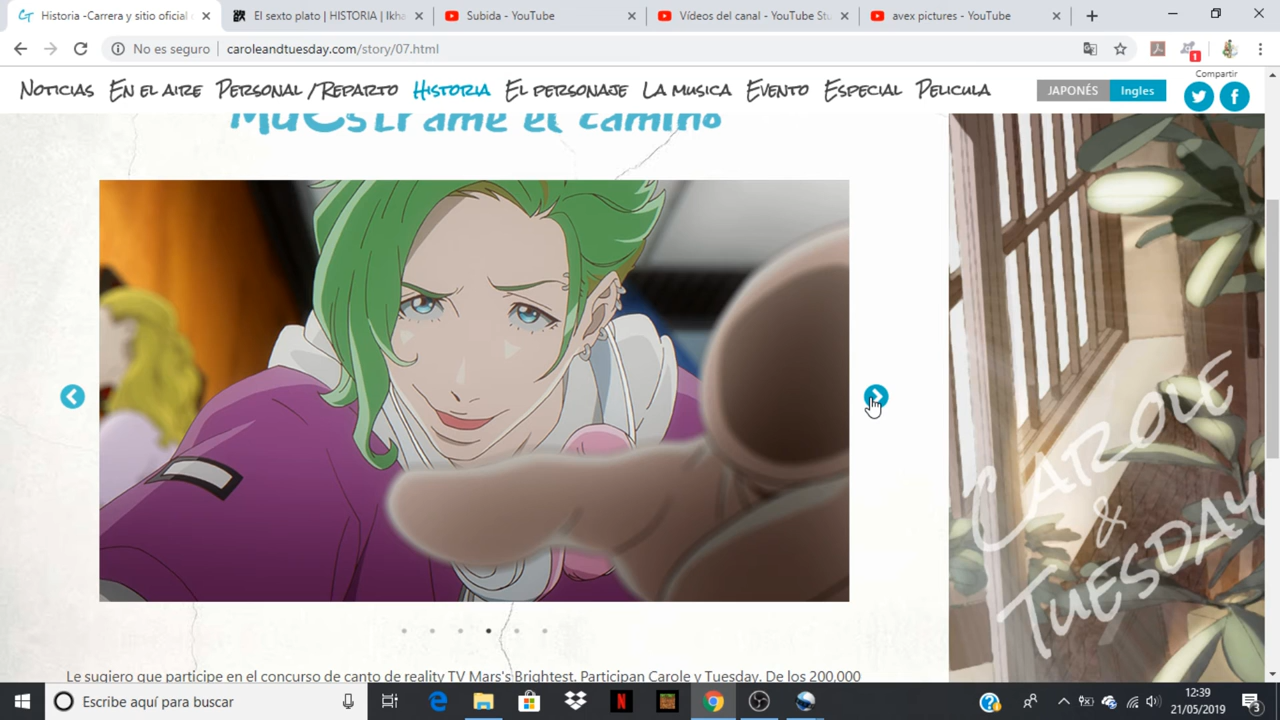 Historia -Carrera y sitio oficial
El sexto plato | HISTORIA | Ikha
Subida - YouTube
Vídeos del canal - YouTube Stu
avex pictures - YouTube
No es seguro
caroleandtuesday.com/story/07.html
1
NOTICIAS
EN EL AIRE
PERSONAL /REPARTO
HISTORIA
EL PERSONAJE
LA MUSICA
EVENTO
ESPECIAL
PELICULA
JAPONÉS
Ingles
Compartir
Muéstrame el camino
CAROLE
&
TUESDAY
Le sugiero que participe en el concurso de canto de reality TV Mars's Brightest. Participan Carole y Tuesday. De los 200,000
Escribe aquí para buscar
12:39
21/05/2019
3